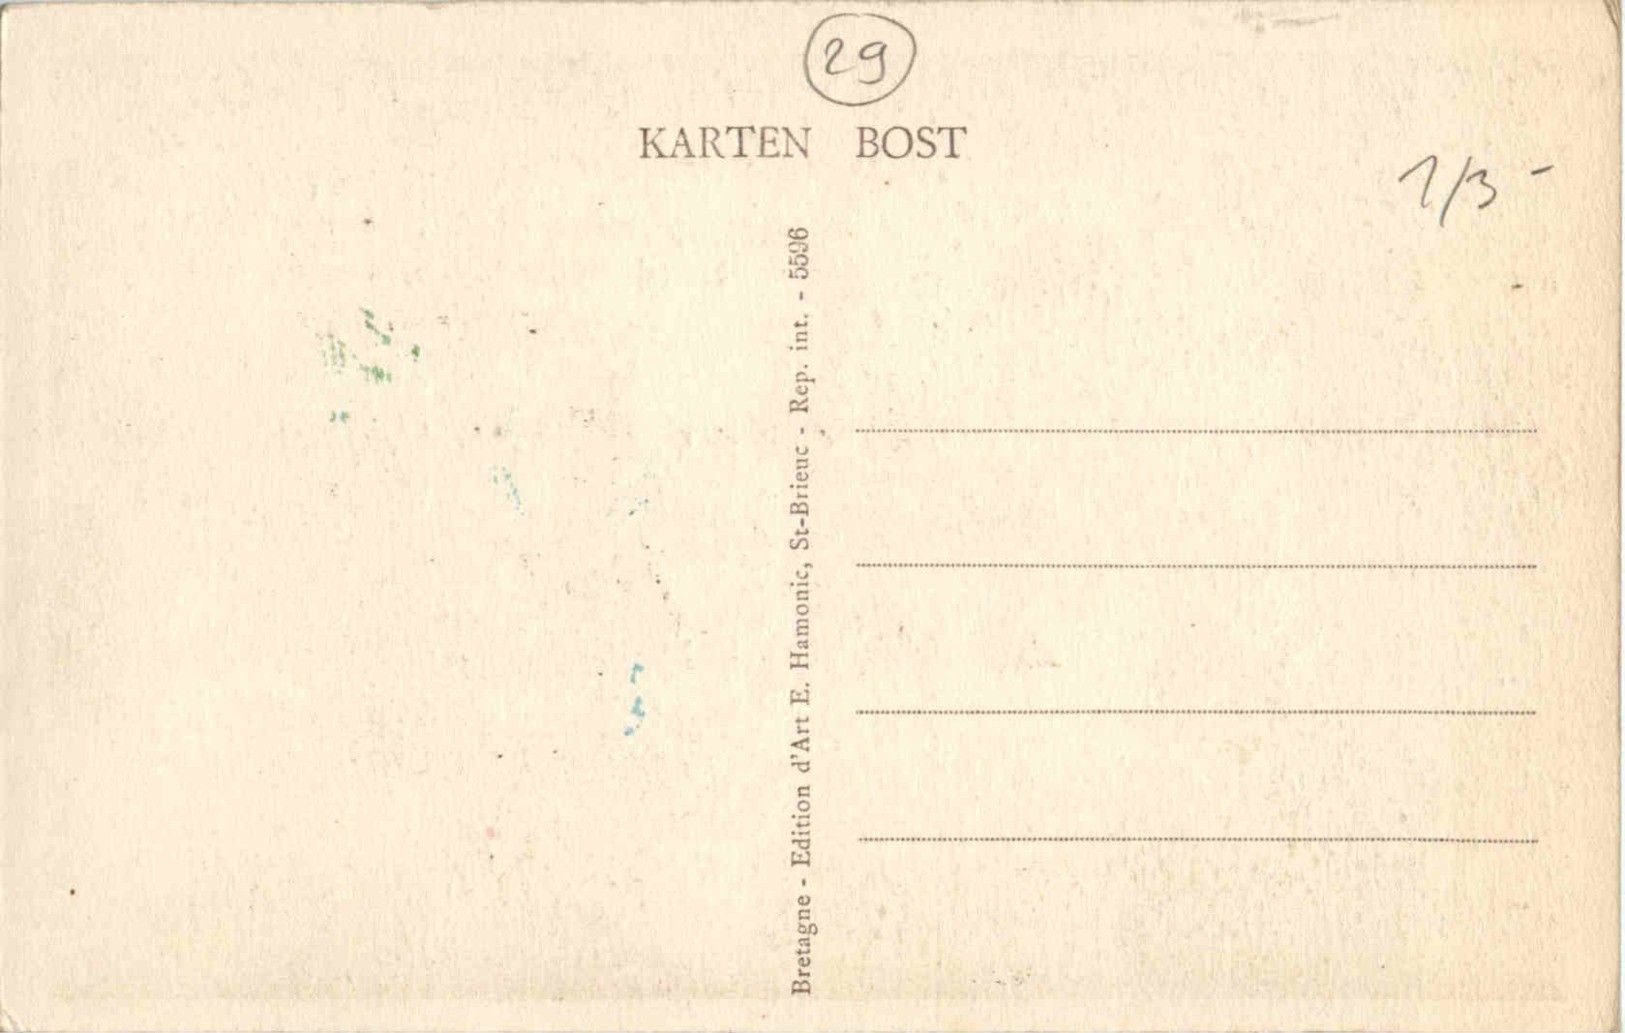 29
KARTEN BOST
1/3 -
Bretagne - Edition d'Art E. Hamonic, St-Brieuc - Rep. int. - 5596